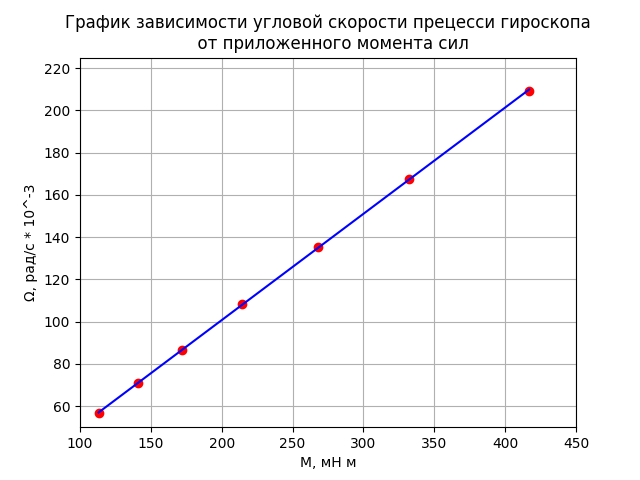 График зависимости угловой скорости прецесси гироскопа
от приложенного момента сил
220
200
180
160
140
120
100
80
60
Ω, рад/с * 10^-3
100 150 200 250 300 350 400 450
M, мН м